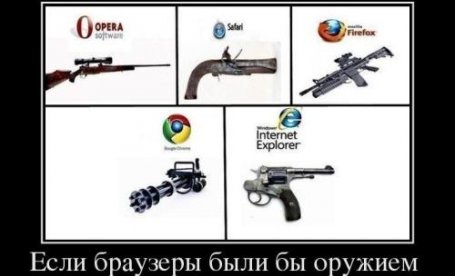 OPERA
software
Safari
mozilla
Firefox
Google Chrome
Windows
Internet
Explorer
Если браузеры были бы оружием